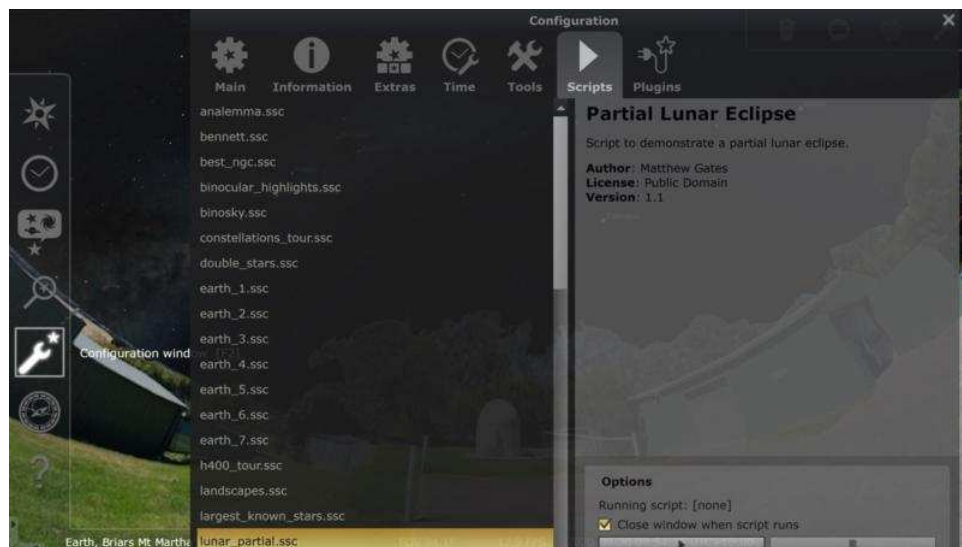 Configuration
Main Information Extras Time Tools Scripts Plugins
analemma.ssc
bennett.ssc
best_ngc.ssc
binocular_highlights.ssc
binosky.ssc
constellations_tour.ssc
double_stars.ssc
earth_1.ssc
earth_2.ssc
earth_3.ssc
earth_4.ssc
earth_5.ssc
earth_6.ssc
earth_7.ssc
h400_tour.ssc
landscapes.ssc
largest_known_stars.ssc
lunar_partial.ssc
Partial Lunar Eclipse
Script to demonstrate a partial lunar eclipse.
Author: Matthew Gates
License: Public Domain
Version: 1.1
Options
Running script: [none]
Close window when script runs
Configuration wind
Earth, Briars Mt Martha